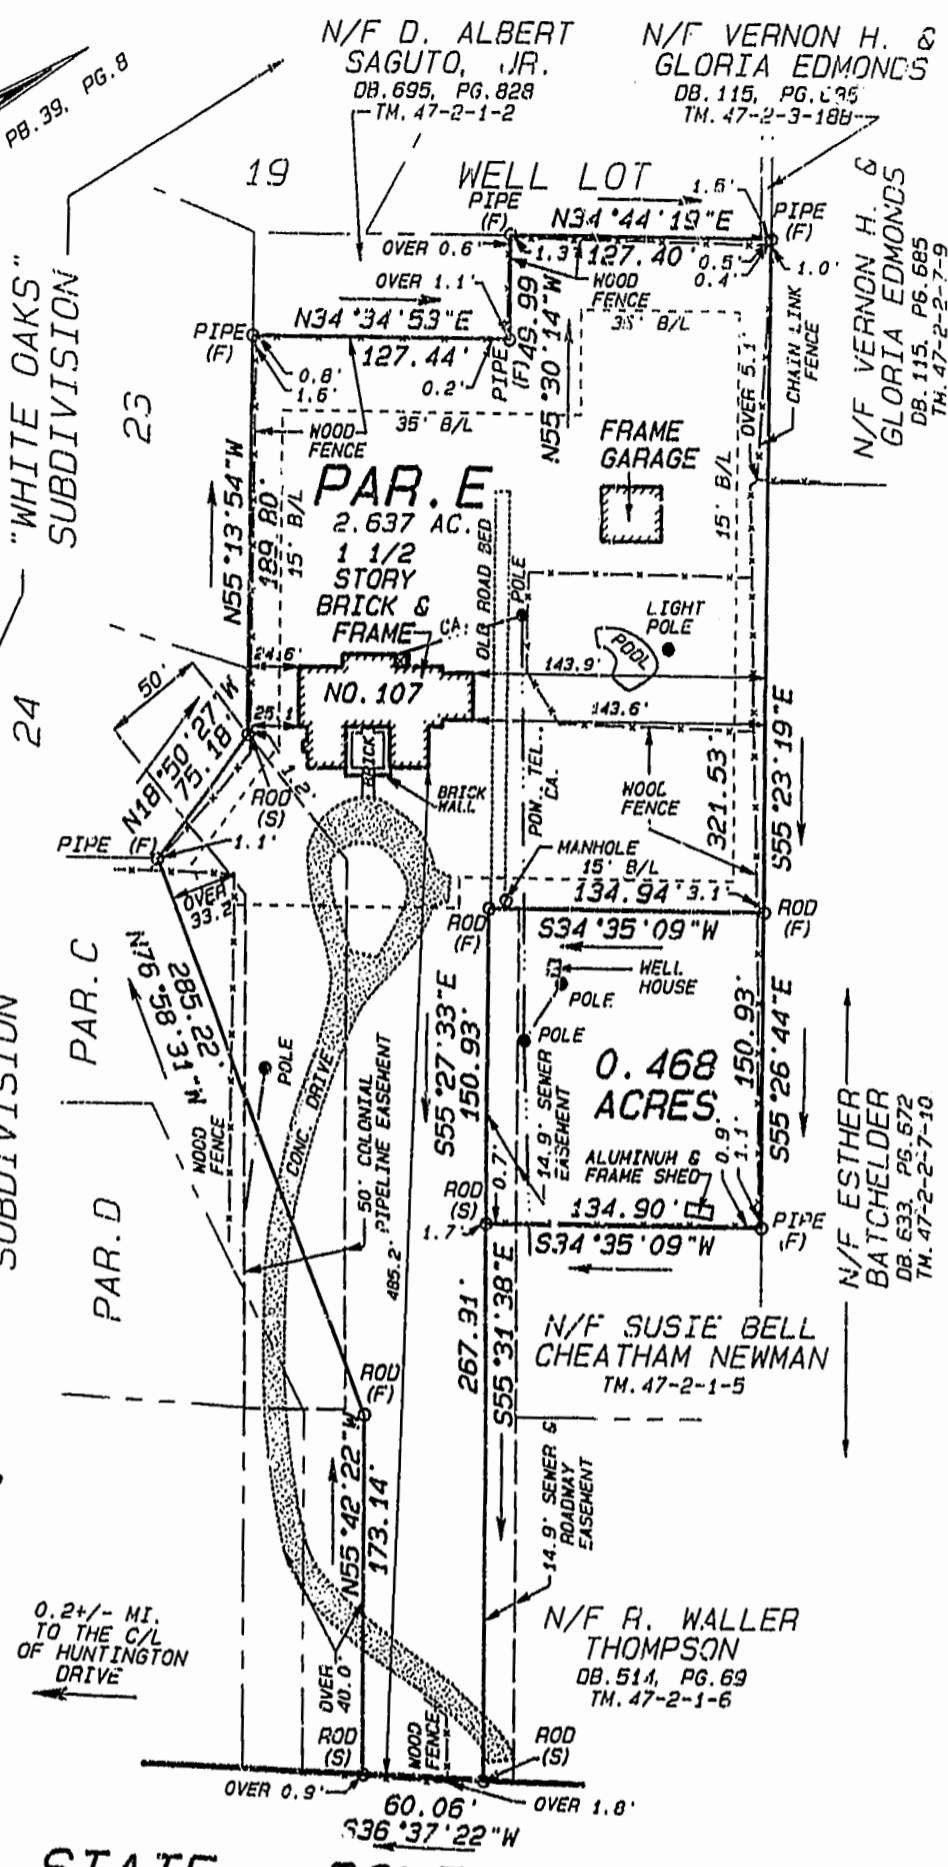 N/F D. ALBERT
SAGUTO, JR.
DB.695, PG.828
TM. 47-2-1-2
N/F VERNON H. &
GLORIA EDMONDS
DB. 115, PG.
TM. 47-2-3-18B
PB.39, PG.8
19
WELL LOT
1.6'
PIPE
(F)
N34°44'19"E
PIPE
(F)
OVER 0.6'
1.3'
127.40'
0.5'
0.4'
1.0'
WOOD
FENCE
OVER 1.1'
N34°34'53"E
127.44'
PIPE
(F)
0.8'
1.6'
0.2'
PIPE
(F)
49.99'
N55°30'14"W
35' B/L
35' B/L
CHAIN LINK
FENCE
OVER 5.1'
N/F VERNON H. &
GLORIA EDMONDS
DB. 115, PG.685
TM. 47-2-2-7-9
"WHITE OAKS"
SUBDIVISION
23
WOOD
FENCE
N55°13'54"W
189.80'
15' B/L
PAR.E
2.637 AC.
1 1/2
STORY
BRICK &
FRAME
CA.
FRAME
GARAGE
15' B/L
OLD ROAD BED
POLE
LIGHT
POLE
POOL
24.6'
143.9'
NO. 107
143.6'
25.1'
24
50'
N18°50'27"W
75.18'
ROD
(S)
1.2'
BRICK
BRICK
WALL
POW. TEL.
CA.
WOOD
FENCE
321.53'
S55°23'19"E
PIPE (F)
1.1'
OVER
33.2'
MANHOLE
15' B/L
134.94'
3.1'
ROD
(F)
ROD
(F)
S34°35'09"W
PAR. C
N76°58'31"W
285.22'
POLE
WELL
HOUSE
POLE
POLE
CONC. DRIVE
50' COLONIAL
PIPELINE EASEMENT
485.2'
S55°27'33"E
150.93'
14.9' SEWER
EASEMENT
0.468
ACRES
150.93'
S55°26'44"E
WOOD
FENCE
PAR.D
SUBDIVISION
ALUMINUM &
FRAME SHED
0.9'
1.1'
ROD
(S)
0.7'
1.7'
134.90'
PIPE
(F)
S34°35'09"W
N/F ESTHER
BATCHELDER
DB.633, PG.572
TM.47-2-2-7-10
267.91'
S55°31'38"E
N/F SUSIE BELL
CHEATHAM NEWMAN
TM. 47-2-1-5
ROD
(F)
N55°42'22"W
173.14'
14.9' SEWER &
ROADWAY
EASEMENT
0.2+/- MI.
TO THE C/L
OF HUNTINGTON
DRIVE
N/F R. WALLER
THOMPSON
DB.514, PG.69
TM.47-2-1-6
OVER
40.0'
ROD
(S)
WOOD
FENCE
ROD
(S)
OVER 0.9'
60.06'
OVER 1.8'
S36°37'22"W
STATE